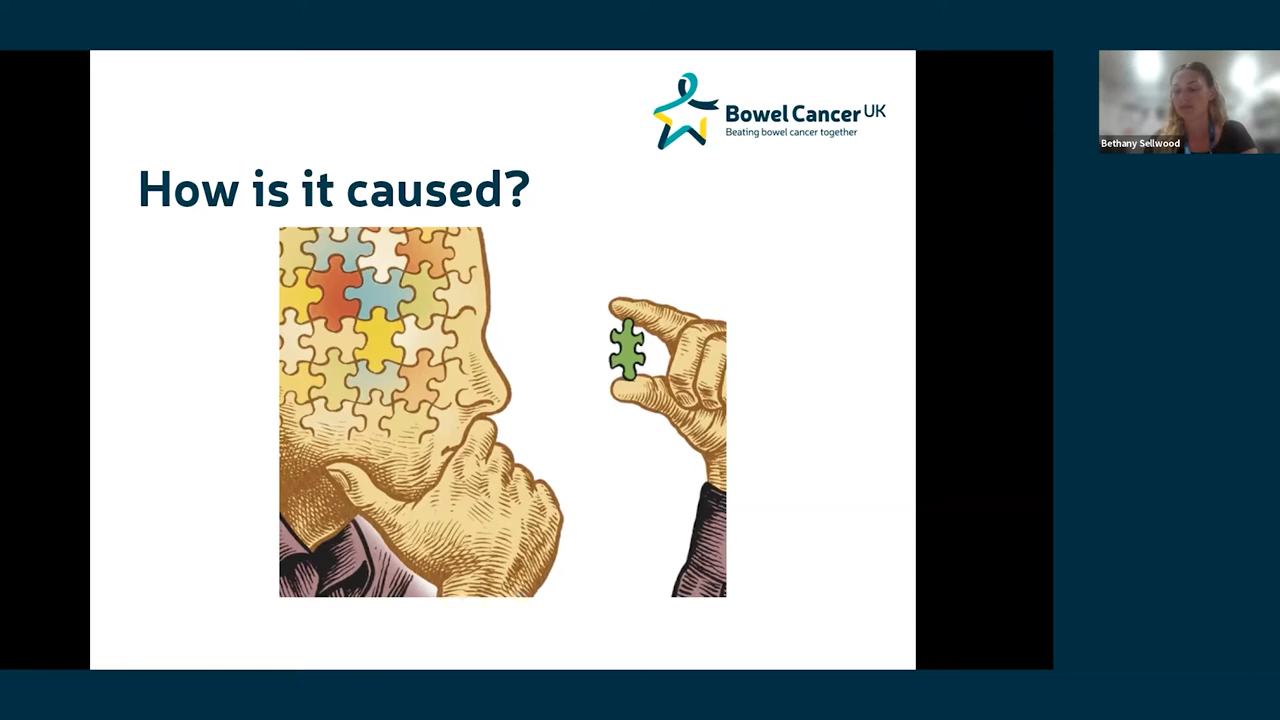 Bowel Cancer UK
Beating bowel cancer together
How is it caused?
Bethany Sellwood